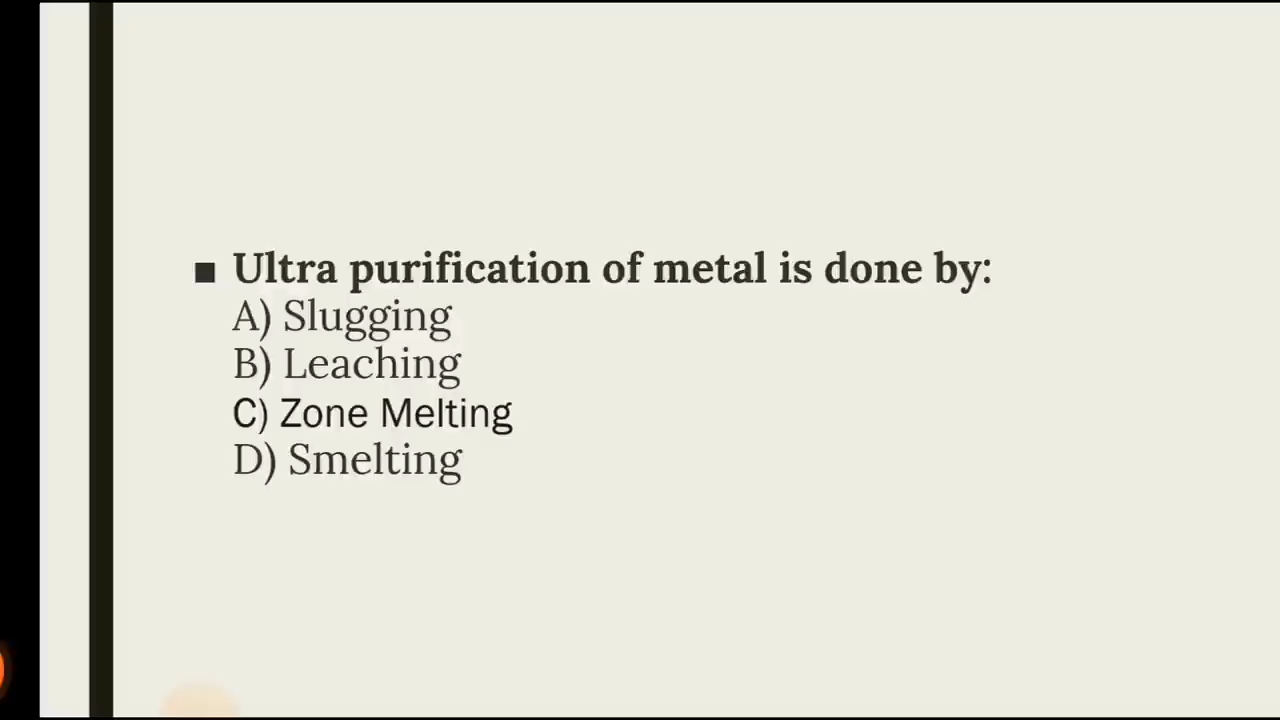 ■ Ultra purification of metal is done by:
A) Slugging
B) Leaching
C) Zone Melting
D) Smelting